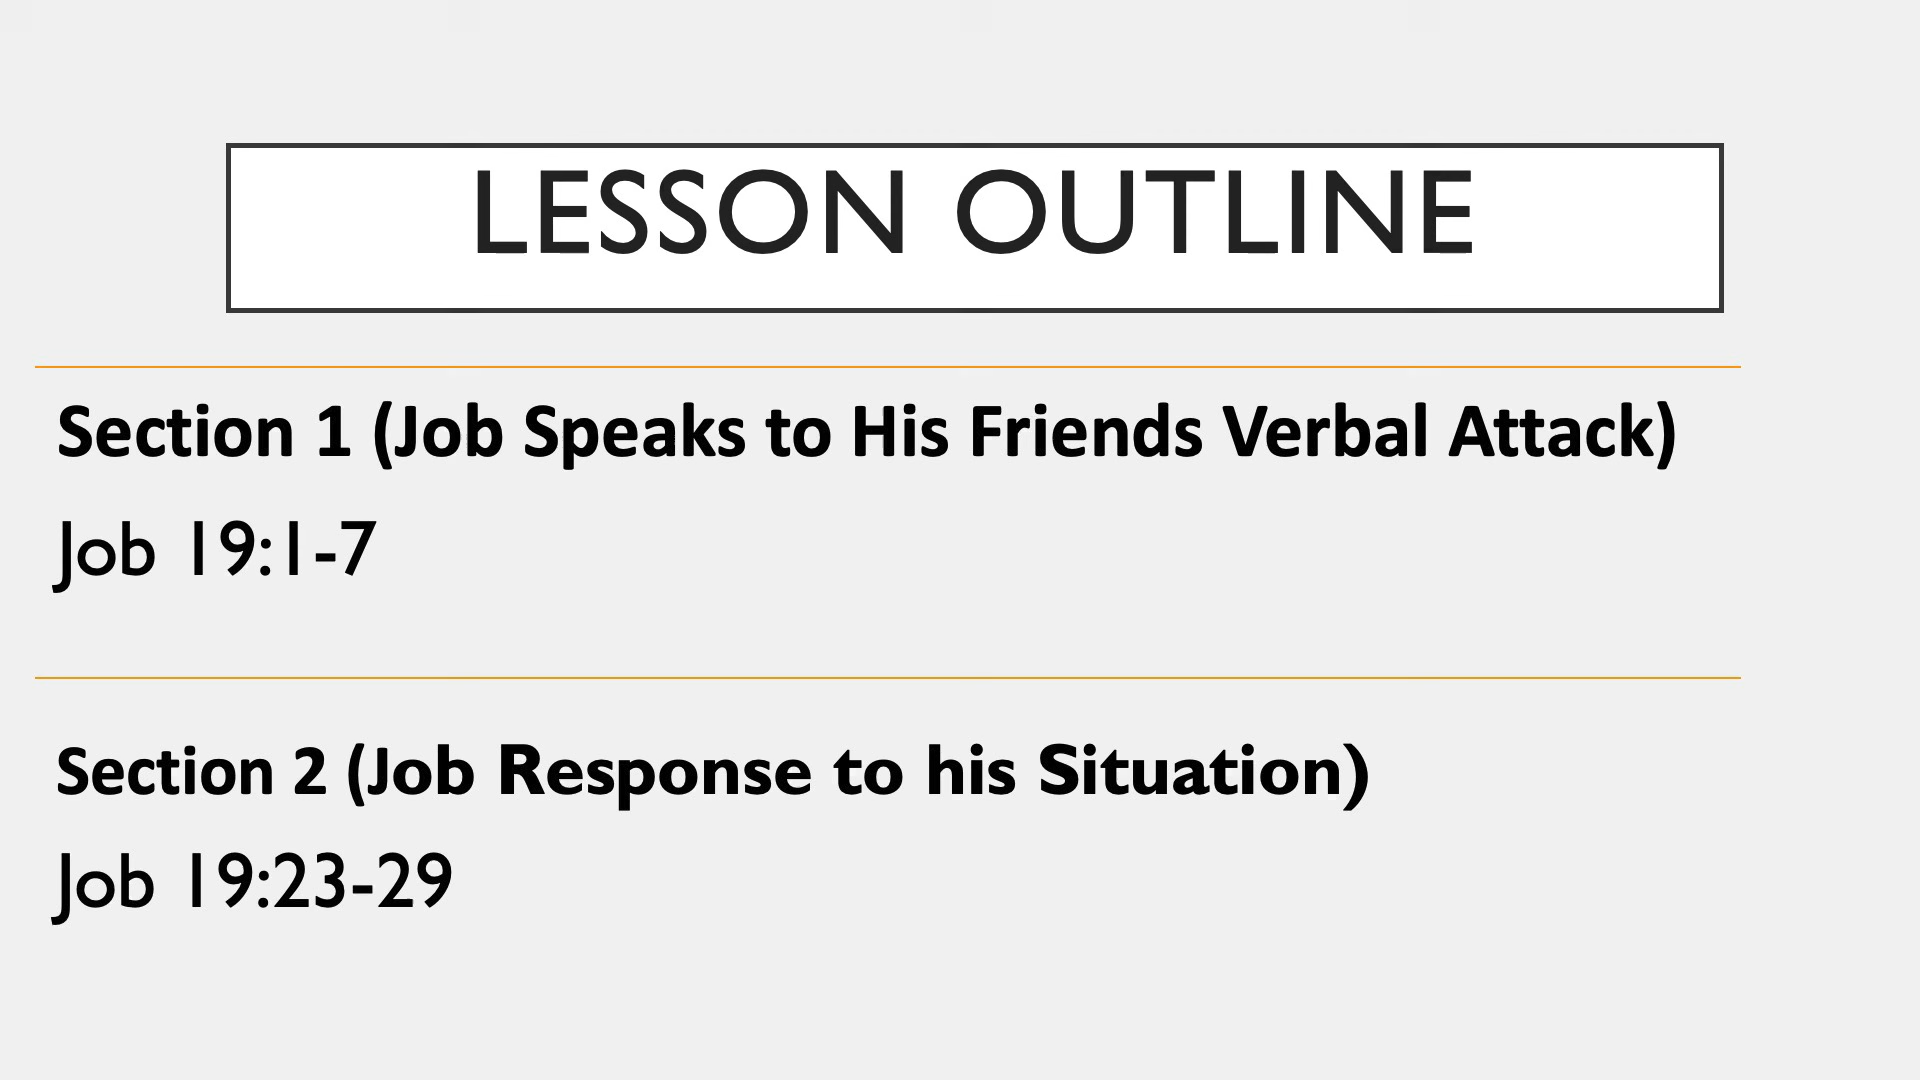 LESSON OUTLINE
Section 1 (Job Speaks to His Friends Verbal Attack)
Job 19:1-7
Section 2 (Job Response to his Situation)
Job 19:23-29